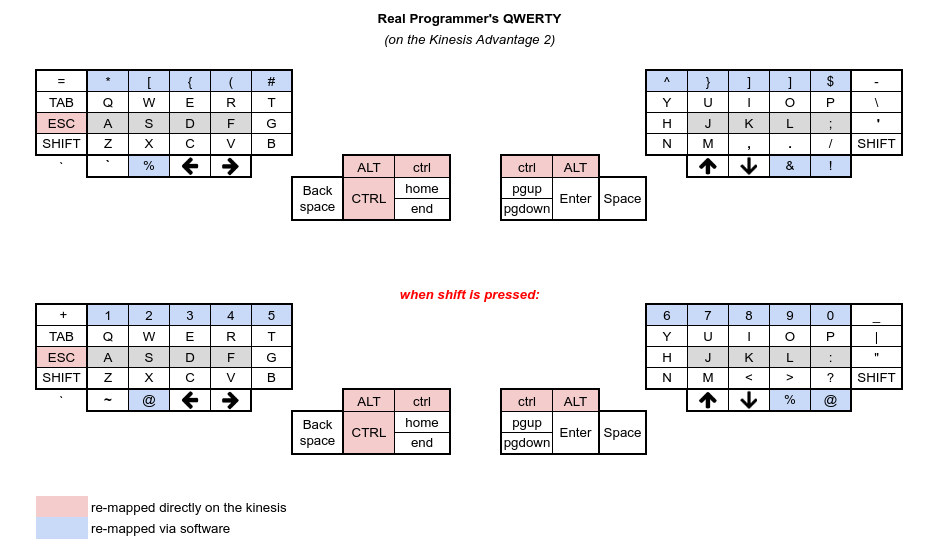 Real Programmer's QWERTY
(on the Kinesis Advantage 2)
= * [ { ( # ^ } ] ] $ -
TAB Q W E R T Y U I O P \
ESC A S D F G H J K L ; '
SHIFT Z X C V B N M , . / SHIFT
` ` % 🡸 🡺 🡹 🡻 & !
ALT ctrl ctrl ALT
Back space CTRL home pgup Enter Space
end pgdown
when shift is pressed:
+ 1 2 3 4 5 6 7 8 9 0 _
TAB Q W E R T Y U I O P |
ESC A S D F G H J K L : "
SHIFT Z X C V B N M < > ? SHIFT
` ~ @ 🡸 🡺 🡹 🡻 % @
ALT ctrl ctrl ALT
Back space CTRL home pgup Enter Space
end pgdown
re-mapped directly on the kinesis
re-mapped via software